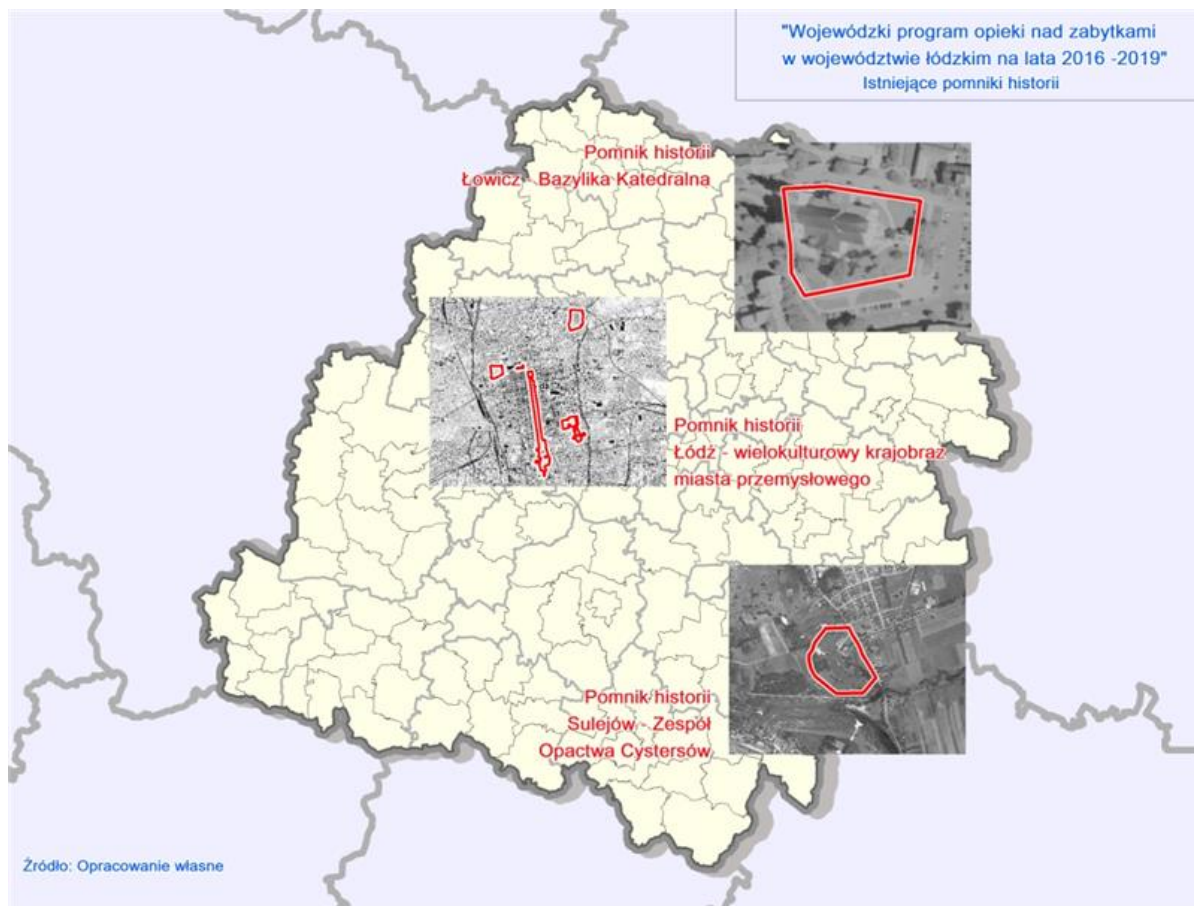 "Wojewódzki program opieki nad zabytkami
w województwie łódzkim na lata 2016 -2019"
Istniejące pomniki historii
Pomnik historii
Łowicz - Bazylika Katedralna
Pomnik historii
Łódź - wielokulturowy krajobraz
miasta przemysłowego
Pomnik historii
Sulejów - Zespół
Opactwa Cystersów
Źródło: Opracowanie własne